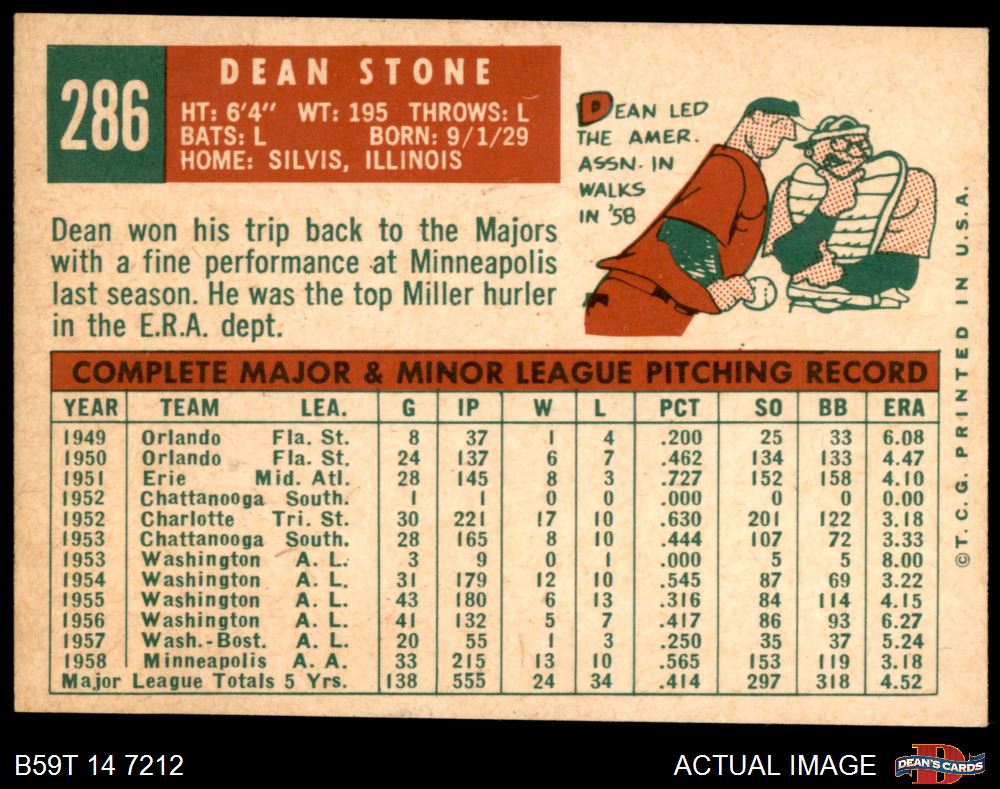 286
DEAN STONE
HT: 6'4" WT: 195 THROWS: L
BATS: L BORN: 9/1/29
HOME: SILVIS, ILLINOIS
Dean won his trip back to the Majors
with a fine performance at Minneapolis
last season. He was the top Miller hurler
in the E.R.A. dept.
DEAN LED
THE AMER.
ASSN. IN
WALKS
IN '58
COMPLETE MAJOR & MINOR LEAGUE PITCHING RECORD
YEAR TEAM LEA. G IP W L PCT SO BB ERA
1949 Orlando Fla. St. 8 37 1 4 .200 25 33 6.08
1950 Orlando Fla. St. 24 137 6 7 .462 134 133 4.47
1951 Erie Mid. Atl. 28 145 8 3 .727 152 158 4.10
1952 Chattanooga South. 1 1 0 0 .000 0 0 0.00
1952 Charlotte Tri. St. 30 221 17 10 .630 201 122 3.18
1953 Chattanooga South. 28 165 8 10 .444 107 72 3.33
1953 Washington A. L. 3 9 0 1 .000 5 5 8.00
1954 Washington A. L. 31 179 12 10 .545 87 69 3.22
1955 Washington A. L. 43 180 6 13 .316 84 114 4.15
1956 Washington A. L. 41 132 5 7 .417 86 93 6.27
1957 Wash.-Bost. A. L. 20 55 1 3 .250 35 37 5.24
1958 Minneapolis A. A. 33 215 13 10 .565 153 119 3.18
Major League Totals 5 Yrs. 138 555 24 34 .414 297 318 4.52
© T. C. G. PRINTED IN U.S.A.
B59T 14 7212
ACTUAL IMAGE
D
DEAN'S CARDS